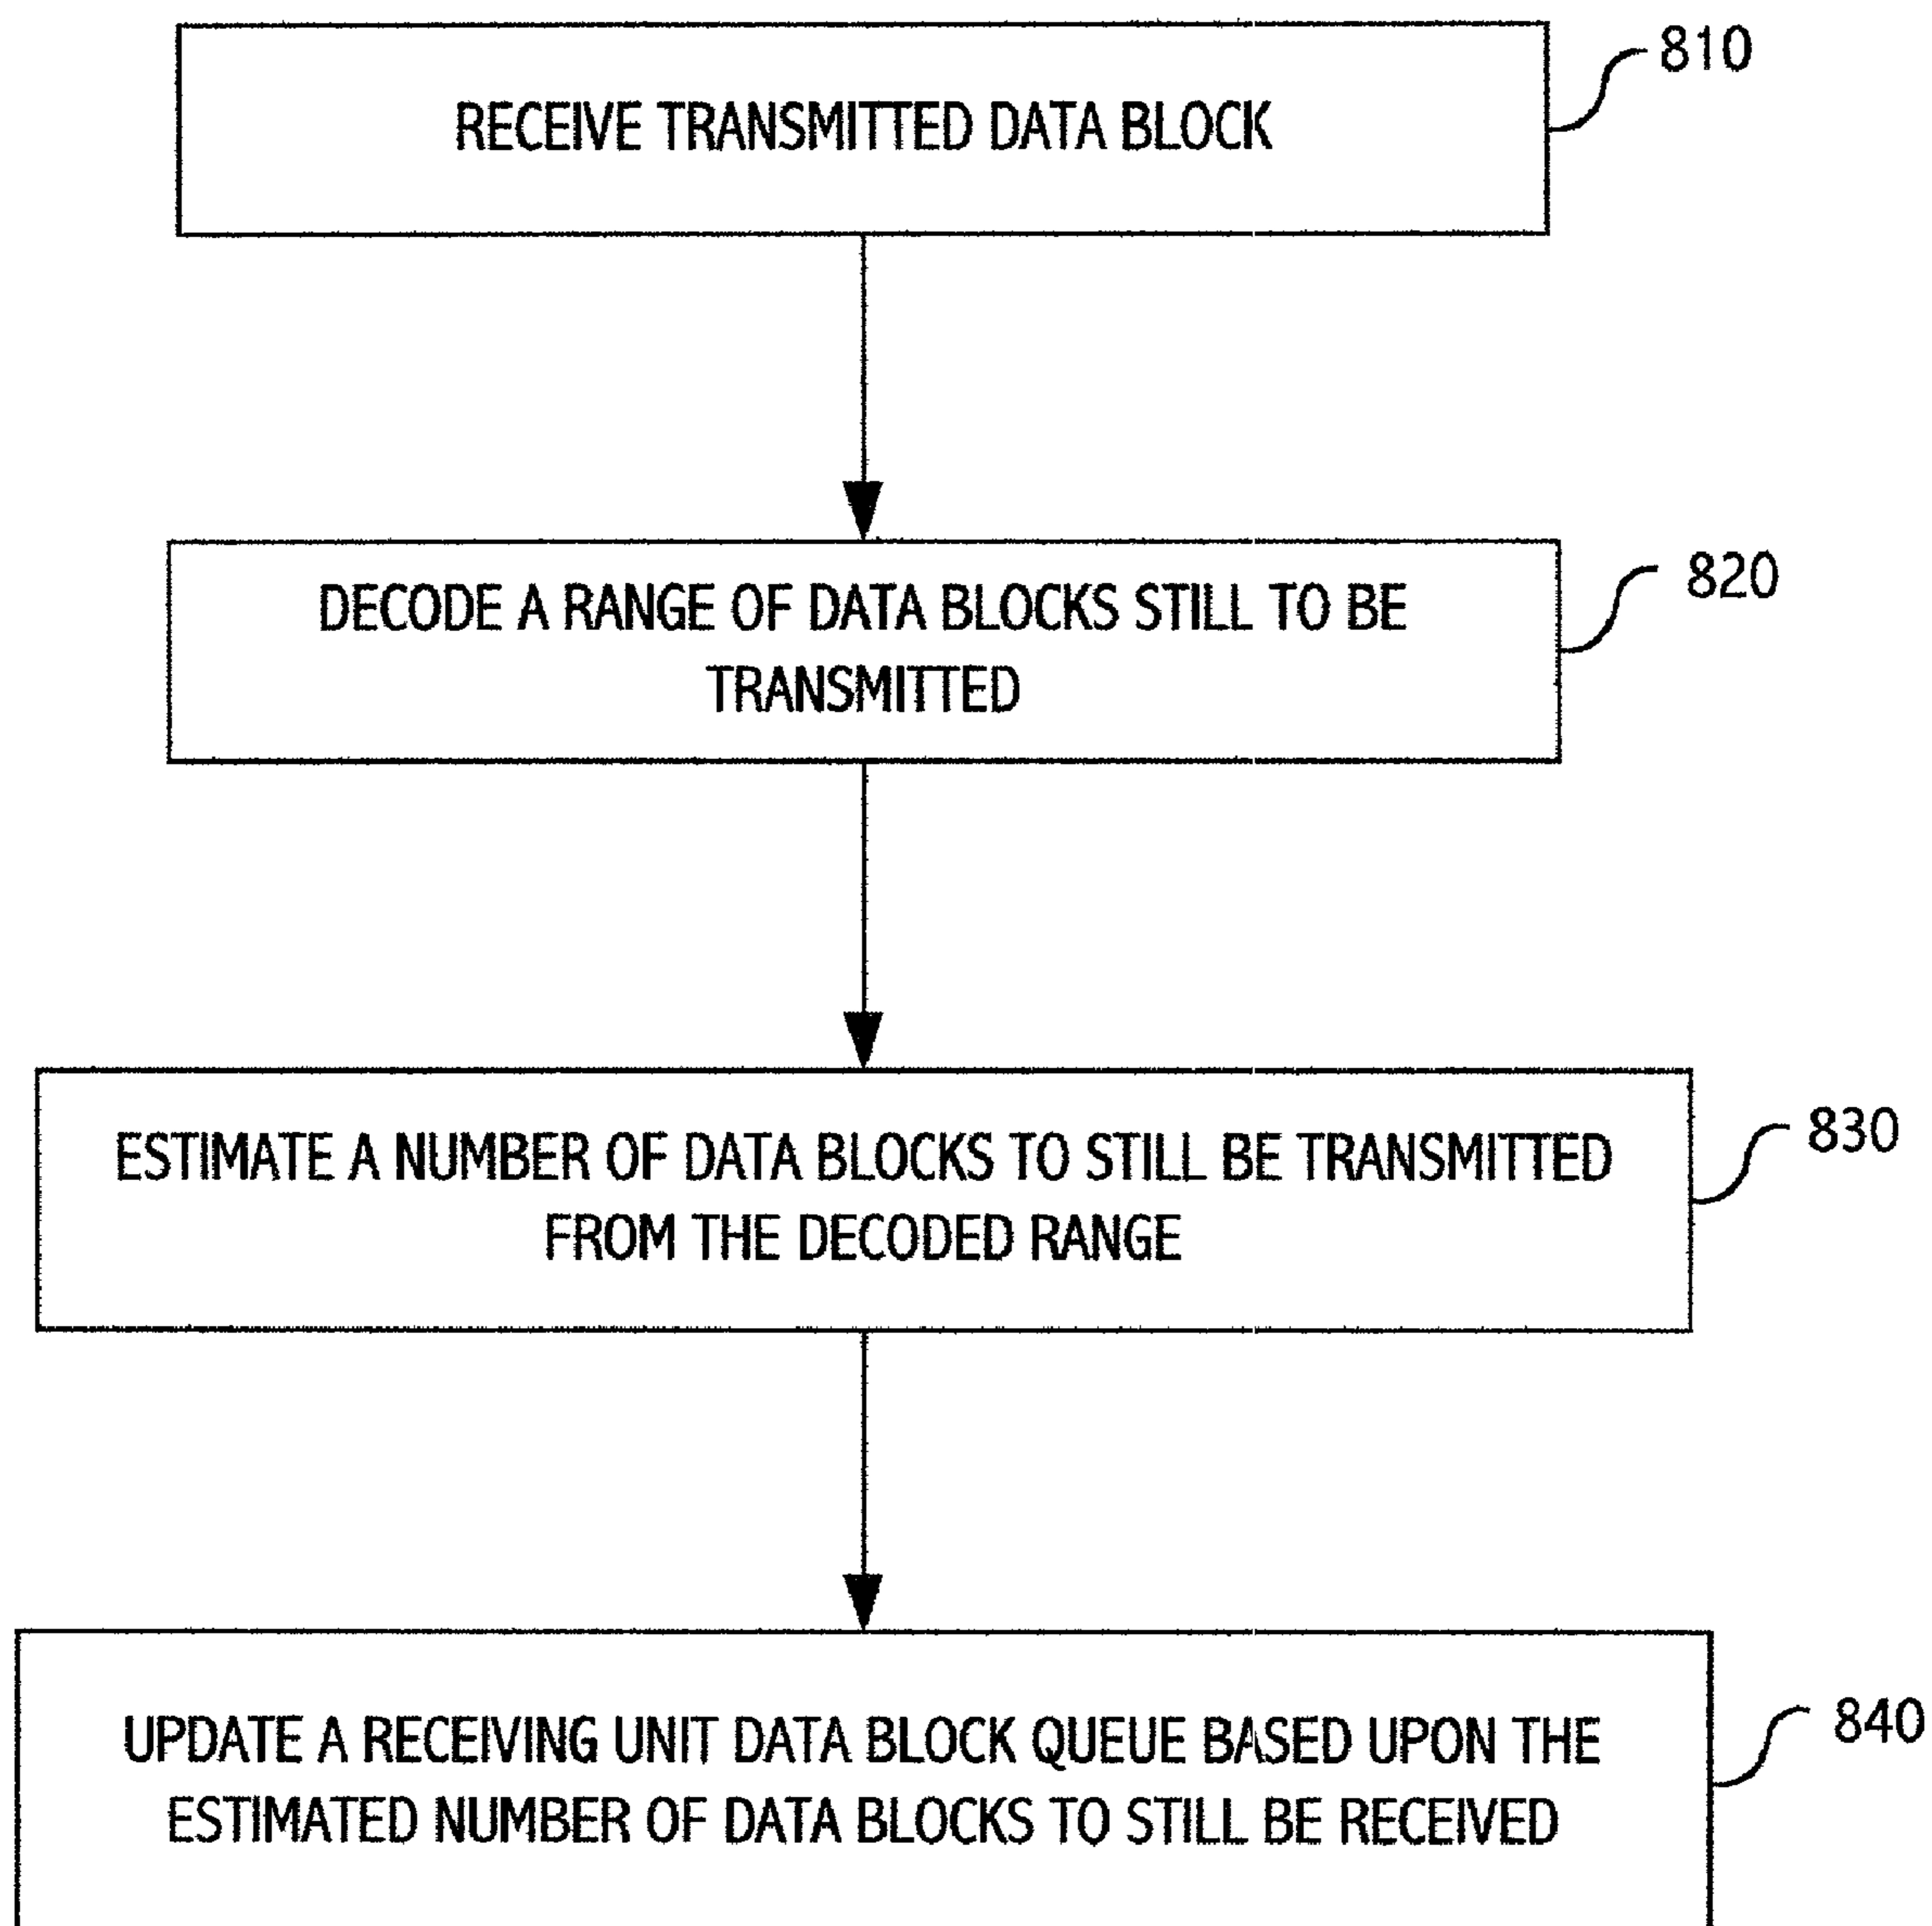 810
RECEIVE TRANSMITTED DATA BLOCK
820
DECODE A RANGE OF DATA BLOCKS STILL TO BE
TRANSMITTED
830
ESTIMATE A NUMBER OF DATA BLOCKS TO STILL BE TRANSMITTED
FROM THE DECODED RANGE
840
UPDATE A RECEIVING UNIT DATA BLOCK QUEUE BASED UPON THE
ESTIMATED NUMBER OF DATA BLOCKS TO STILL BE RECEIVED